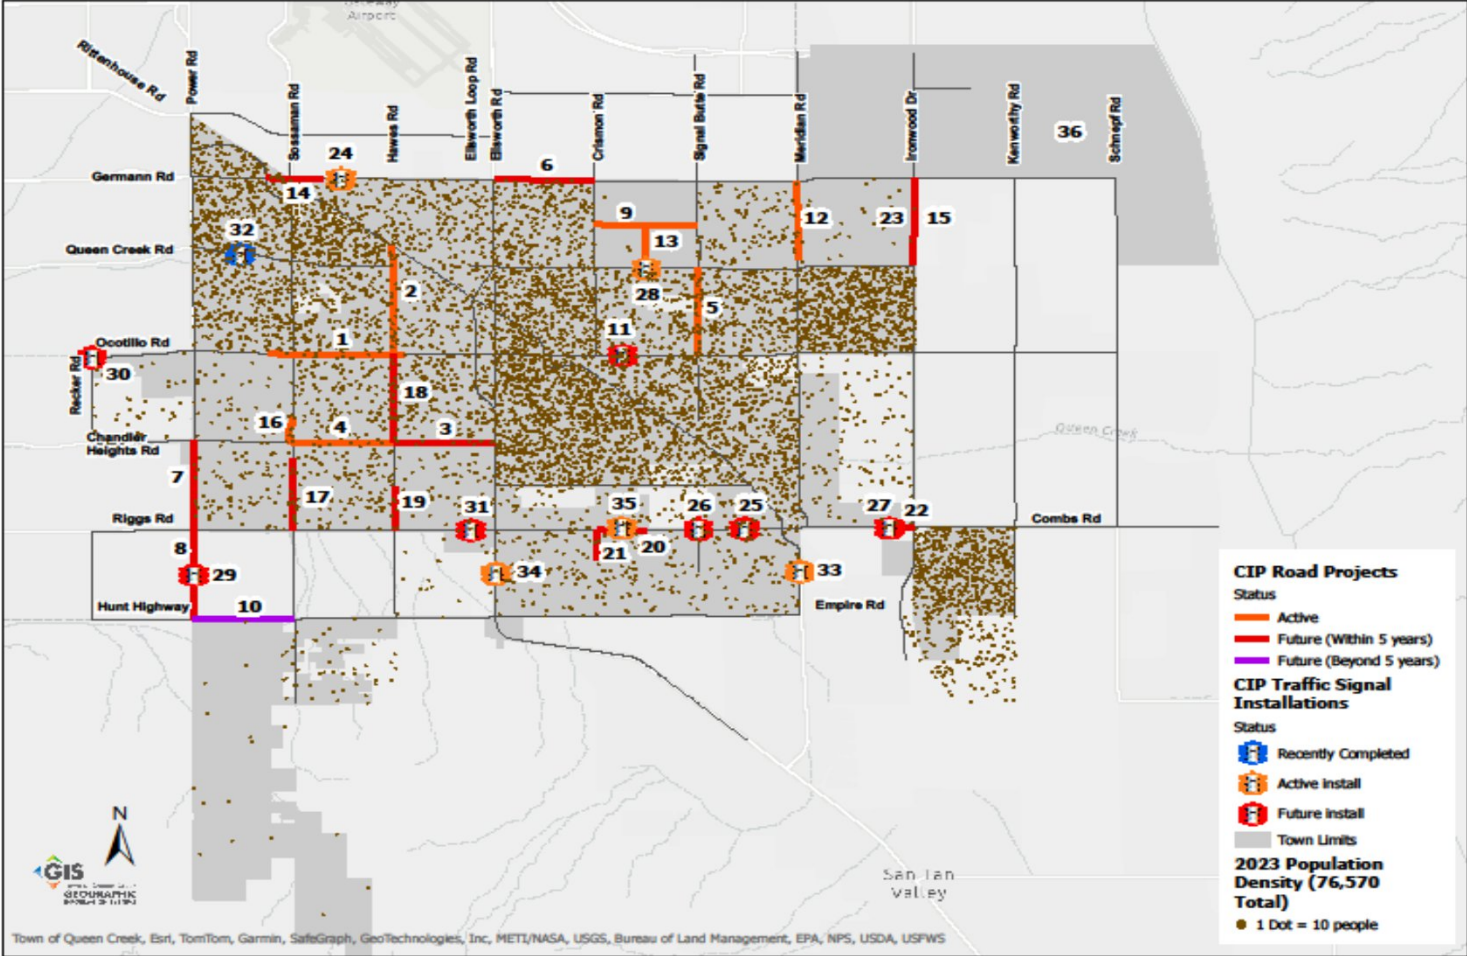 Gateway
Airport
Rittenhouse Rd
Power Rd
Sossaman Rd
Hawes Rd
Ellsworth Loop Rd
Ellsworth Rd
Crismon Rd
Signal Butte Rd
Meridian Rd
Ironwood Dr
Kenworthy Rd
Schnepf Rd
36
24
6
Germann Rd
14
9
12
23
15
32
13
Queen Creek Rd
2
28
5
11
1
Ocotillo Rd
30
Recker Rd
18
16
4
3
Chandler
Heights Rd
Queen Creek
7
17
19
31
35
26
25
27
22
Riggs Rd
Combs Rd
8
21
20
29
34
33
10
Hunt Highway
Empire Rd
CIP Road Projects
Status
Active
Future (Within 5 years)
Future (Beyond 5 years)
CIP Traffic Signal
Installations
Status
Recently Completed
Active install
Future install
Town Limits
2023 Population
Density (76,570
Total)
1 Dot = 10 people
N
GIS
GEOGRAPHIC
San Tan
Valley
Town of Queen Creek, Esri, TomTom, Garmin, SafeGraph, GeoTechnologies, Inc, METI/NASA, USGS, Bureau of Land Management, EPA, NPS, USDA, USFWS